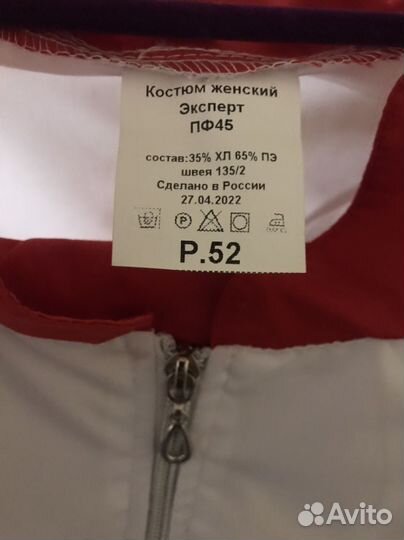 Костюм женский
Эксперт
ПФ45
состав:35% ХЛ 65% ПЭ
швея 135/2
Сделано в России
27.04.2022
Р.52
Avito